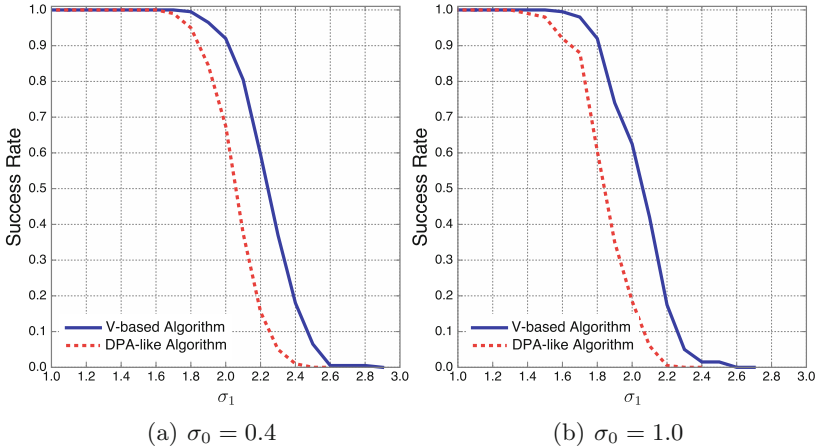 1.0
0.9
0.8
0.7
0.6
0.5
0.4
0.3
0.2
0.1
0.0
Success Rate
V-based Algorithm
DPA-like Algorithm
1.0 1.2 1.4 1.6 1.8 2.0 2.2 2.4 2.6 2.8 3.0
σ₁
(a) σ₀ = 0.4
1.0
0.9
0.8
0.7
0.6
0.5
0.4
0.3
0.2
0.1
0.0
Success Rate
V-based Algorithm
DPA-like Algorithm
1.0 1.2 1.4 1.6 1.8 2.0 2.2 2.4 2.6 2.8 3.0
σ₁
(b) σ₀ = 1.0